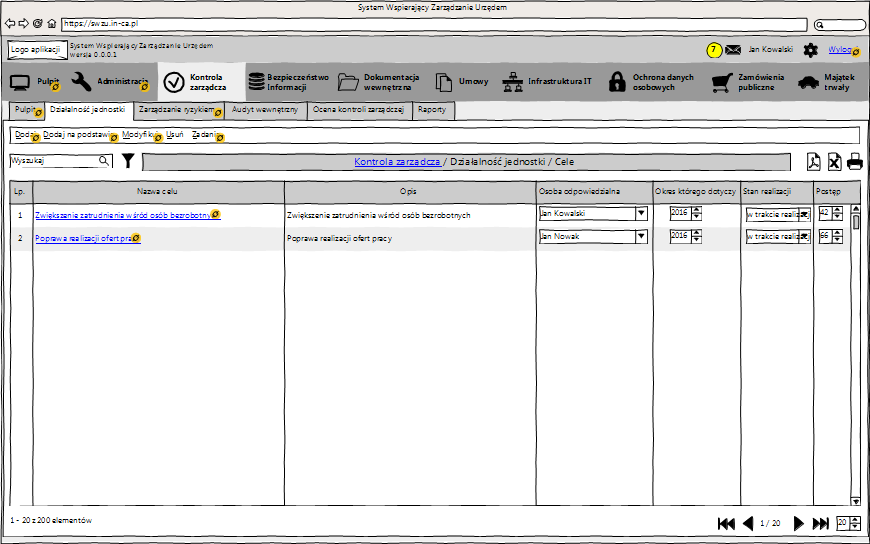 System Wspierający Zarządzanie Urzędem
https://swzu.in-ca.pl
Logo aplikacji
System Wspierający Zarządzanie Urzędem
wersja 0.0.0.1
7
Jan Kowalski
Wyloguj
Pulpit
Administracja
Kontrola
zarządcza
Bezpieczeństwo
Informacji
Dokumentacja
wewnętrzna
Umowy
Infrastruktura IT
Ochrona danych
osobowych
Zamówienia
publiczne
Majątek
trwały
Pulpit
Działalność jednostki
Zarządzanie ryzykiem
Audyt wewnętrzny
Ocena kontroli zarządczej
Raporty
Dodaj Dodaj na podstawie Modyfikuj Usuń Zadania
Wyszukaj
Kontrola zarządcza / Działalność jednostki / Cele
Lp. Nazwa celu Opis Osoba odpowiedzialna Okres którego dotyczy Stan realizacji Postęp
1 Zwiększenie zatrudnienia wśród osób bezrobotny Zwiększenie zatrudnienia wśród osób bezrobotnych Jan Kowalski 2016 w trakcie realiz 42
2 Poprawa realizacji ofert pra Poprawa realizacji ofert pracy Jan Nowak 2016 w trakcie realiz 66
1 - 20 z 200 elementów
1 / 20
20